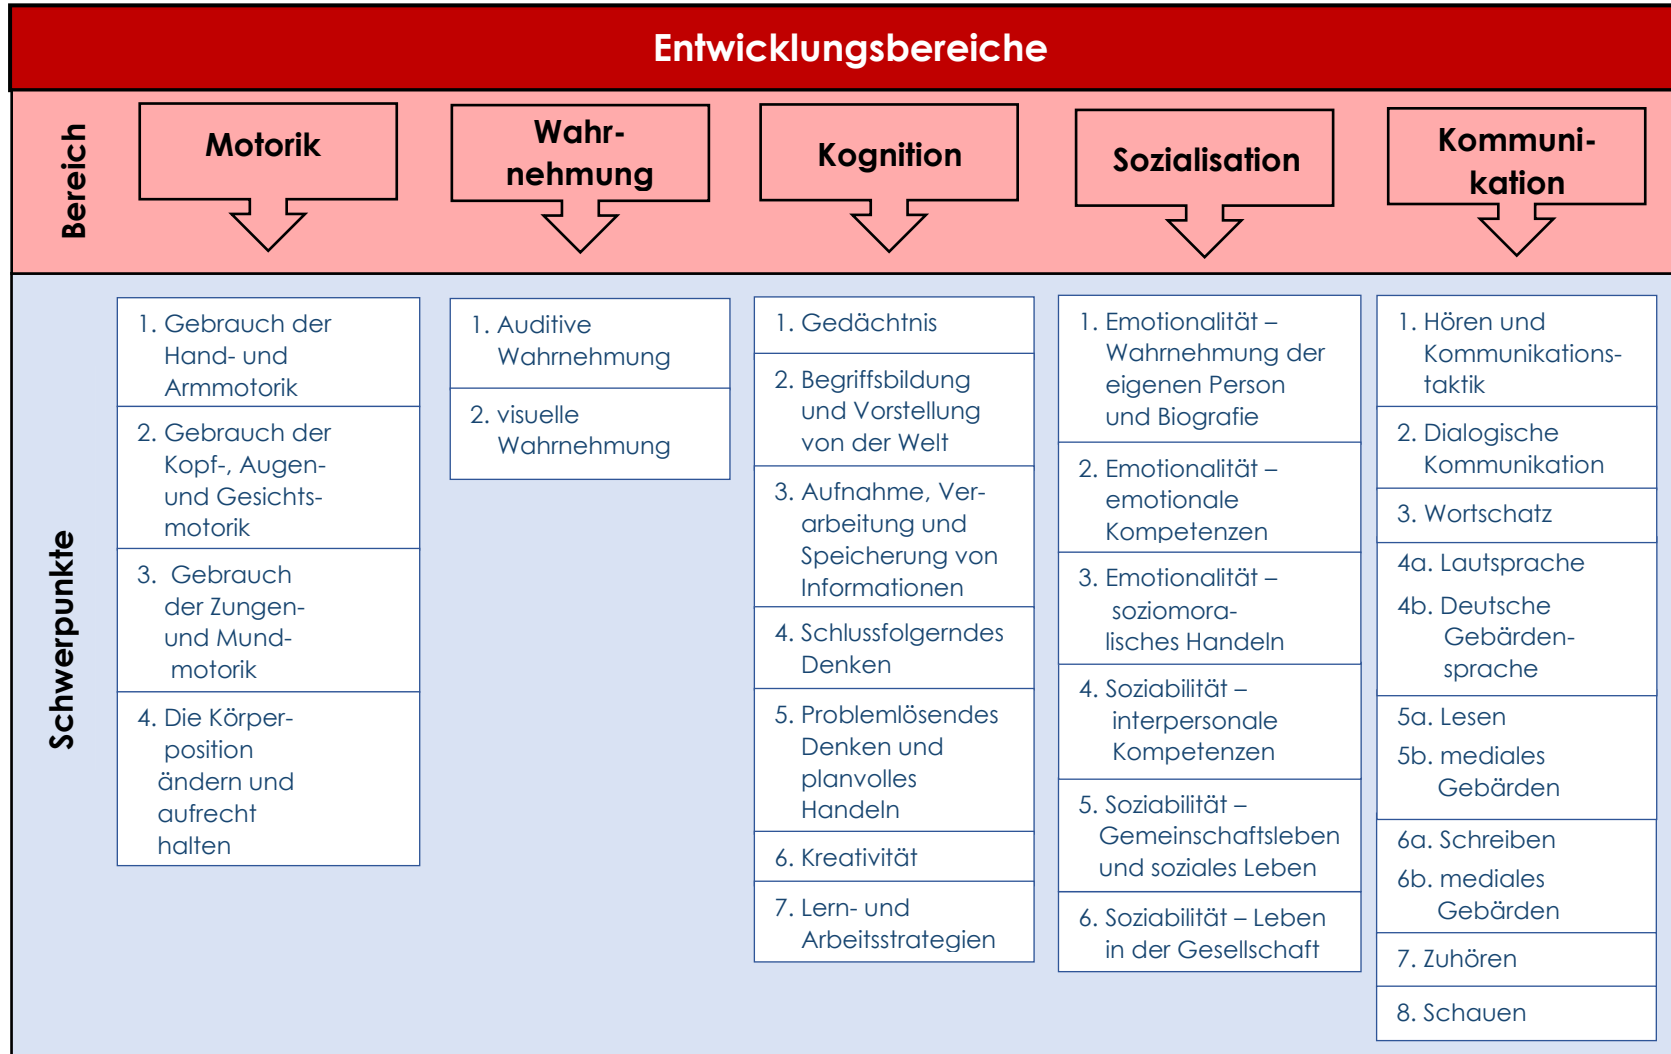 Entwicklungsbereiche
Bereich
Motorik
Wahr-
nehmung
Kognition
Sozialisation
Kommuni-
kation
Schwerpunkte
1. Gebrauch der
Hand- und
Armmotorik
2. Gebrauch der
Kopf-, Augen-
und Gesichts-
motorik
3. Gebrauch
der Zungen-
und Mund-
motorik
4. Die Körper-
position
ändern und
aufrecht
halten
1. Auditive
Wahrnehmung
2. visuelle
Wahrnehmung
1. Gedächtnis
2. Begriffsbildung
und Vorstellung
von der Welt
3. Aufnahme, Ver-
arbeitung und
Speicherung von
Informationen
4. Schlussfolgerndes
Denken
5. Problemlösendes
Denken und
planvolles
Handeln
6. Kreativität
7. Lern- und
Arbeitsstrategien
1. Emotionalität –
Wahrnehmung der
eigenen Person
und Biografie
2. Emotionalität –
emotionale
Kompetenzen
3. Emotionalität –
soziomora-
lisches Handeln
4. Soziabilität –
interpersonale
Kompetenzen
5. Soziabilität –
Gemeinschaftsleben
und soziales Leben
6. Soziabilität – Leben
in der Gesellschaft
1. Hören und
Kommunikations-
taktik
2. Dialogische
Kommunikation
3. Wortschatz
4a. Lautsprache
4b. Deutsche
Gebärden-
sprache
5a. Lesen
5b. mediales
Gebärden
6a. Schreiben
6b. mediales
Gebärden
7. Zuhören
8. Schauen